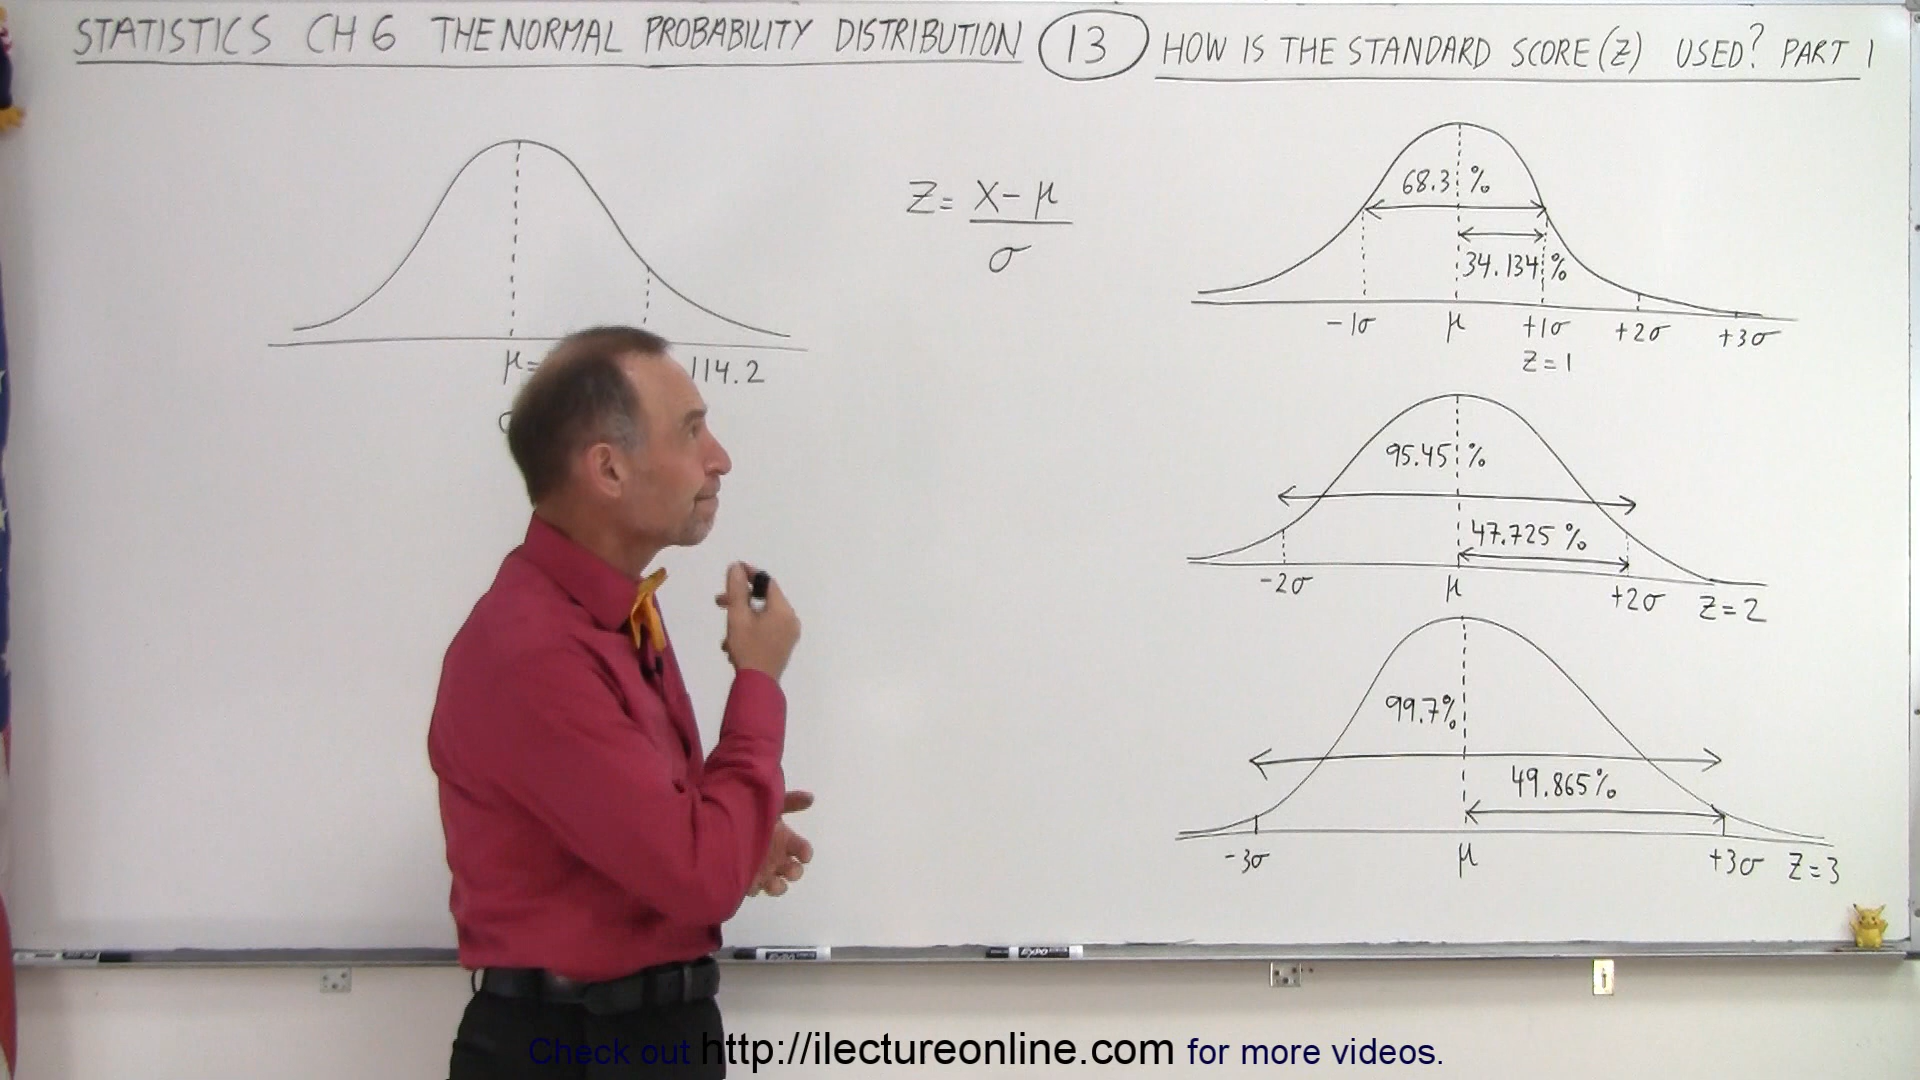 STATISTICS CH 6 THE NORMAL PROBABILITY DISTRIBUTION 13 HOW IS THE STANDARD SCORE (Z) USED? PART 1
μ=
114.2
Z = X - μ
σ
68.3 %
34.134 %
-1σ μ +1σ +2σ +3σ
Z = 1
95.45 %
47.725 %
-2σ μ +2σ Z = 2
99.7%
49.865%
-3σ μ +3σ Z = 3
Check out http://ilectureonline.com for more videos.